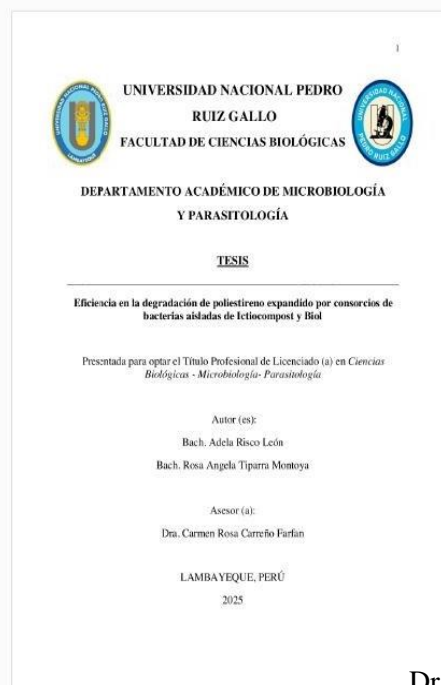 1
UNIVERSIDAD NACIONAL PEDRO
RUIZ GALLO
FACULTAD DE CIENCIAS BIOLÓGICAS
DEPARTAMENTO ACADÉMICO DE MICROBIOLOGÍA
Y PARASITOLOGÍA
TESIS
Eficiencia en la degradación de poliestireno expandido por consorcios de
bacterias aisladas de Ictiocompost y Biol
Presentada para optar el Título Profesional de Licenciado (a) en Ciencias
Biológicas - Microbiología- Parasitología
Autor (es):
Bach. Adela Risco León
Bach. Rosa Angela Tiparra Montoya
Asesor (a):
Dra. Carmen Rosa Carreño Farfan
LAMBAYEQUE, PERÚ
2025
Dr